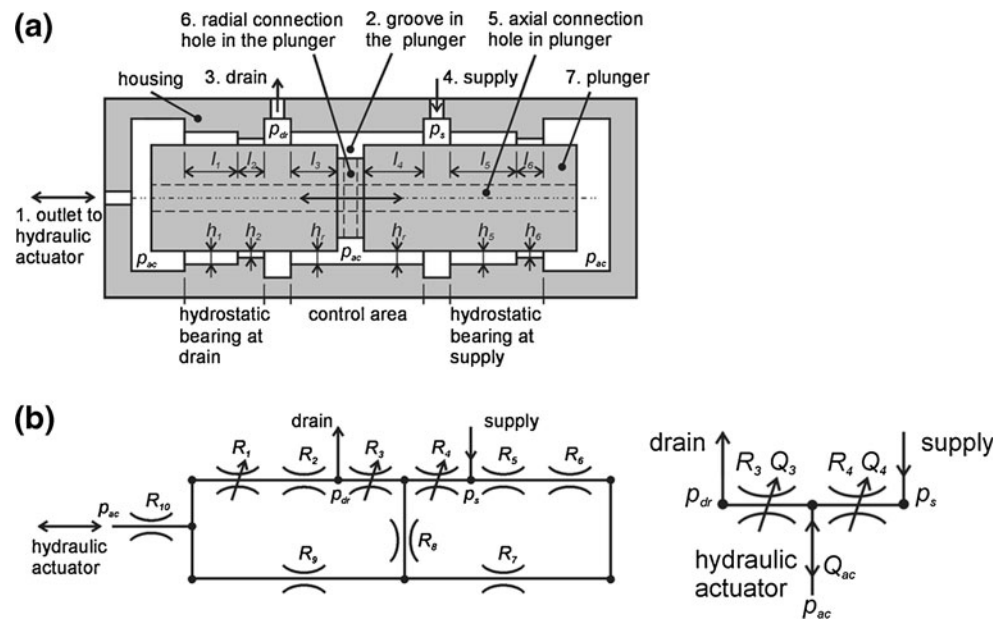 (a)
6. radial connection
hole in the plunger
2. groove in
the plunger
5. axial connection
hole in plunger
housing
3. drain
4. supply
7. plunger
p_dr
p_s
l_1
l_2
l_3
l_4
l_5
l_6
1. outlet to
hydraulic
actuator
h_1
h_2
h_r
h_r
h_5
h_6
p_ac
p_ac
p_ac
hydrostatic
bearing at
drain
control area
hydrostatic
bearing at
supply
(b)
drain
supply
R_1
R_2
R_3
R_4
R_5
R_6
p_dr
p_s
p_ac
R_10
hydraulic
actuator
R_8
R_9
R_7
drain
supply
R_3 Q_3
R_4 Q_4
p_dr
p_s
hydraulic
actuator
Q_ac
p_ac